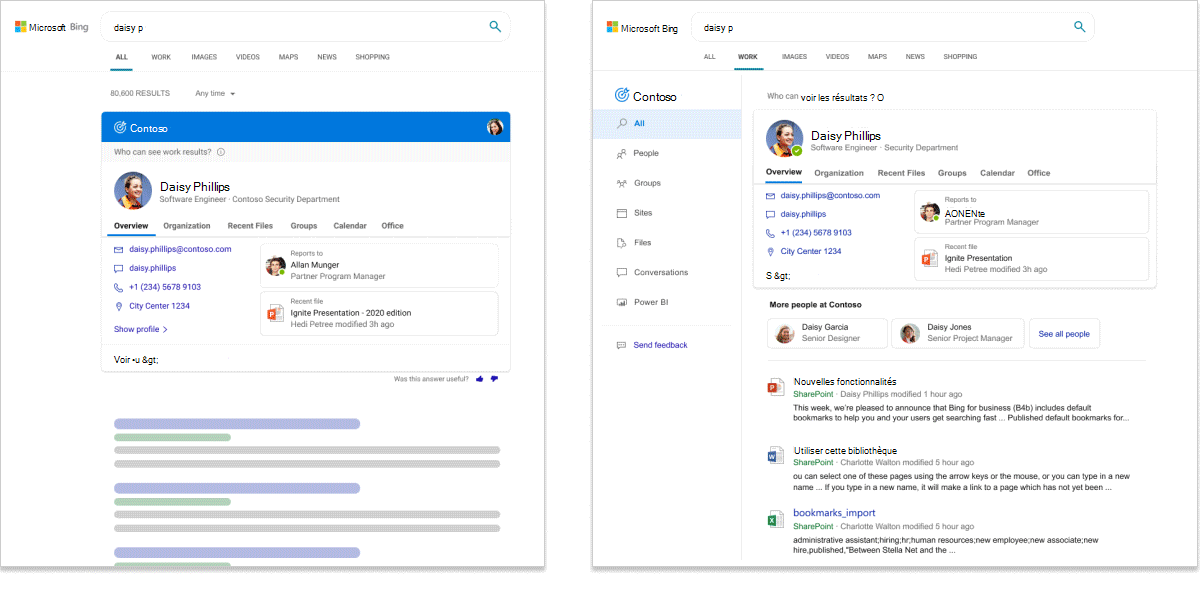 Microsoft Bing
daisy p
ALL WORK IMAGES VIDEOS MAPS NEWS SHOPPING
80,600 RESULTS Any time
Contoso
Who can see work results?
Daisy Phillips
Software Engineer · Contoso Security Department
Overview Organization Recent Files Groups Calendar Office
daisy.phillips@contoso.com
daisy.phillips
+1 (234) 5678 9103
City Center 1234
Show profile >
Reports to
Allan Munger
Partner Program Manager
Recent file
Ignite Presentation - 2020 edition
Hedi Petree modified 3h ago
Voir •u &gt;
Was this answer useful?
Microsoft Bing
daisy p
ALL WORK IMAGES VIDEOS MAPS NEWS SHOPPING
Contoso
All
People
Groups
Sites
Files
Conversations
Power BI
Send feedback
Who can voir les résultats ? O
Daisy Phillips
Software Engineer · Security Department
Overview Organization Recent Files Groups Calendar Office
daisy.phillips@contoso.com
daisy.phillips
+1 (234) 5678 9103
City Center 1234
S &gt;
Reports to
AONENte
Partner Program Manager
Recent file
Ignite Presentation
Hedi Petree modified 3h ago
More people at Contoso
Daisy Garcia
Senior Designer
Daisy Jones
Senior Project Manager
See all people
Nouvelles fonctionnalités
SharePoint · Daisy Phillips modified 1 hour ago
This week, we're pleased to announce that Bing for business (B4b) includes default
bookmarks to help you and your users get searching fast ... Published default bookmarks for...
Utiliser cette bibliothèque
SharePoint · Charlotte Walton modified 5 hour ago
ou can select one of these pages using the arrow keys or the mouse, or you can type in a new
name ... If you type in a new name, it will make a link to a page which has not yet been ...
bookmarks_import
SharePoint · Charlotte Walton modified 5 hour ago
administrative assistant;hiring;hr;human resources;new employee;new associate;new
hire,published,"Between Stella Net and the ...